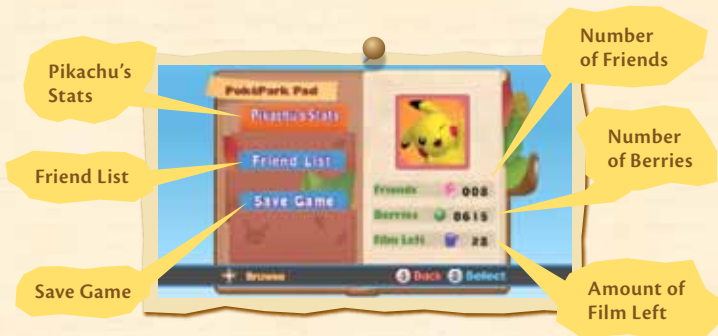 Pikachu's
Stats
Friend List
Save Game
PokéPark Pad
Pikachu's Stats
Friend List
Save Game
Friends 008
Berries 0615
Film Left 22
Browse
Back
Select
Number
of Friends
Number
of Berries
Amount of
Film Left